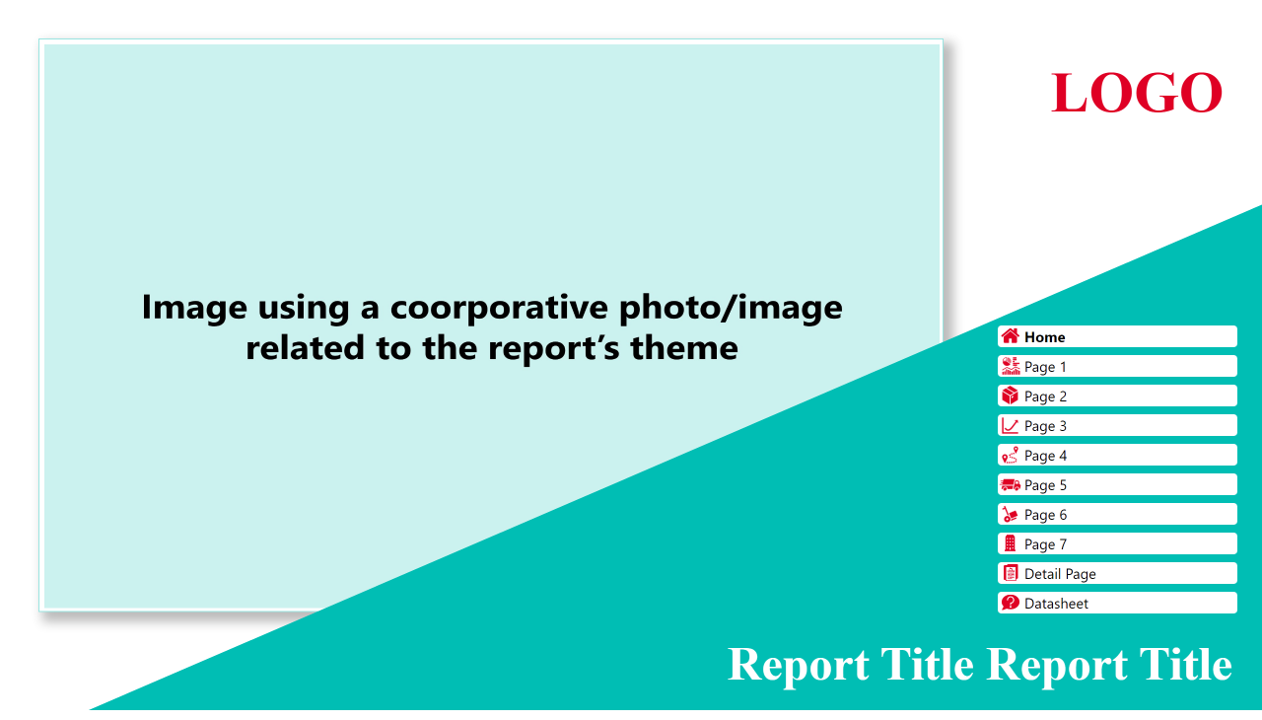 LOGO
Image using a coorporative photo/image
related to the report’s theme
Home
Page 1
Page 2
Page 3
Page 4
Page 5
Page 6
Page 7
Detail Page
Datasheet
Report Title Report Title